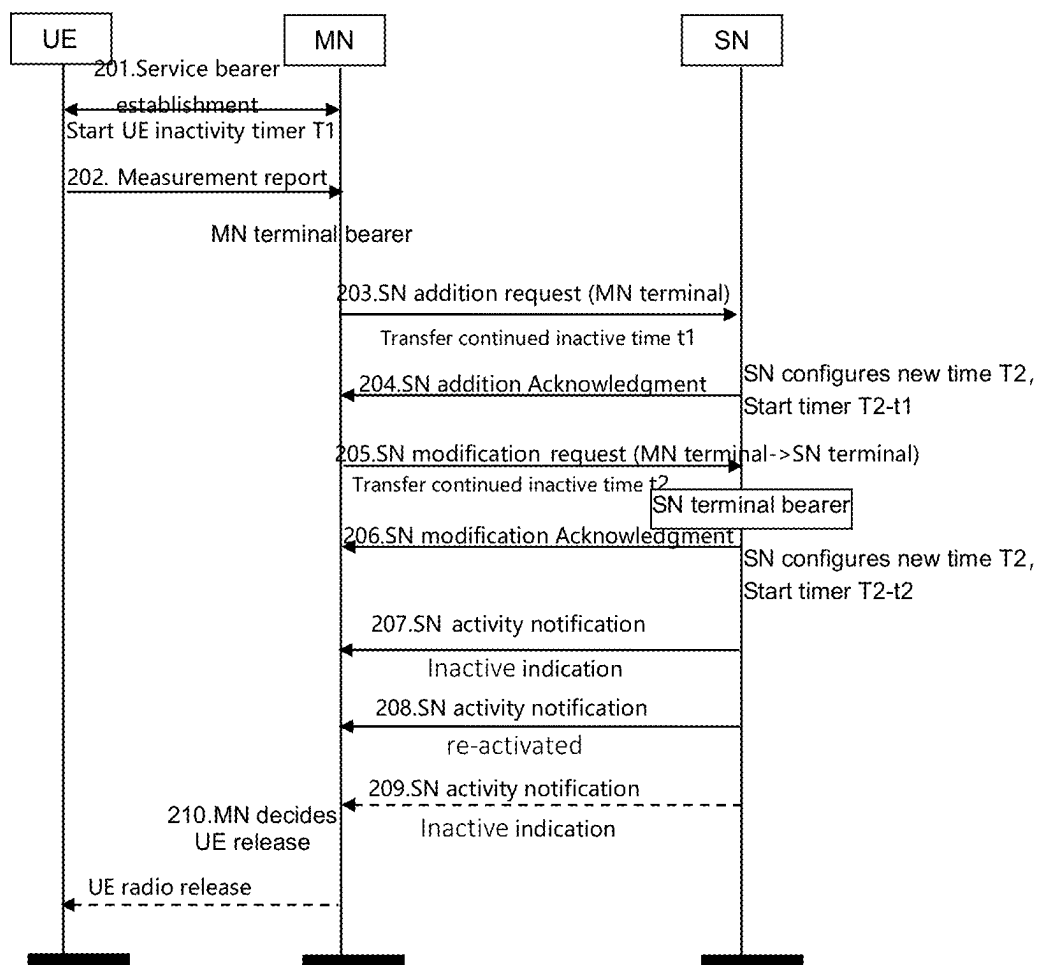 UE
MN
SN
201.Service bearer
establishment
Start UE inactivity timer T1
202. Measurement report
MN terminal bearer
203.SN addition request (MN terminal)
Transfer continued inactive time t1
204.SN addition Acknowledgment
SN configures new time T2,
Start timer T2-t1
205.SN modification request (MN terminal->SN terminal)
Transfer continued inactive time t2
SN terminal bearer
206.SN modification Acknowledgment
SN configures new time T2,
Start timer T2-t2
207.SN activity notification
Inactive indication
208.SN activity notification
re-activated
209.SN activity notification
Inactive indication
210.MN decides
UE release
UE radio release